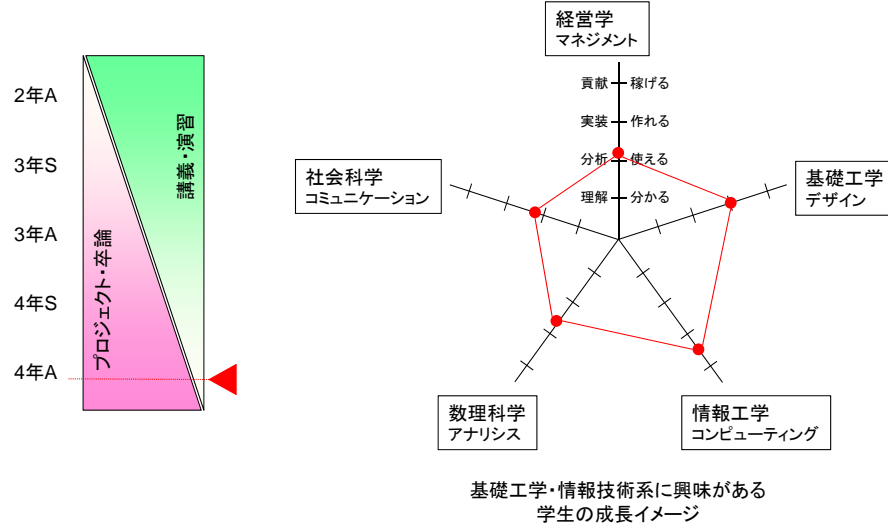 2年A
3年S
3年A
4年S
4年A
講義・演習
プロジェクト・卒論
経営学
マネジメント
貢献 稼げる
実装 作れる
分析 使える
理解 分かる
社会科学
コミュニケーション
基礎工学
デザイン
数理科学
アナリシス
情報工学
コンピューティング
基礎工学・情報技術系に興味がある
学生の成長イメージ